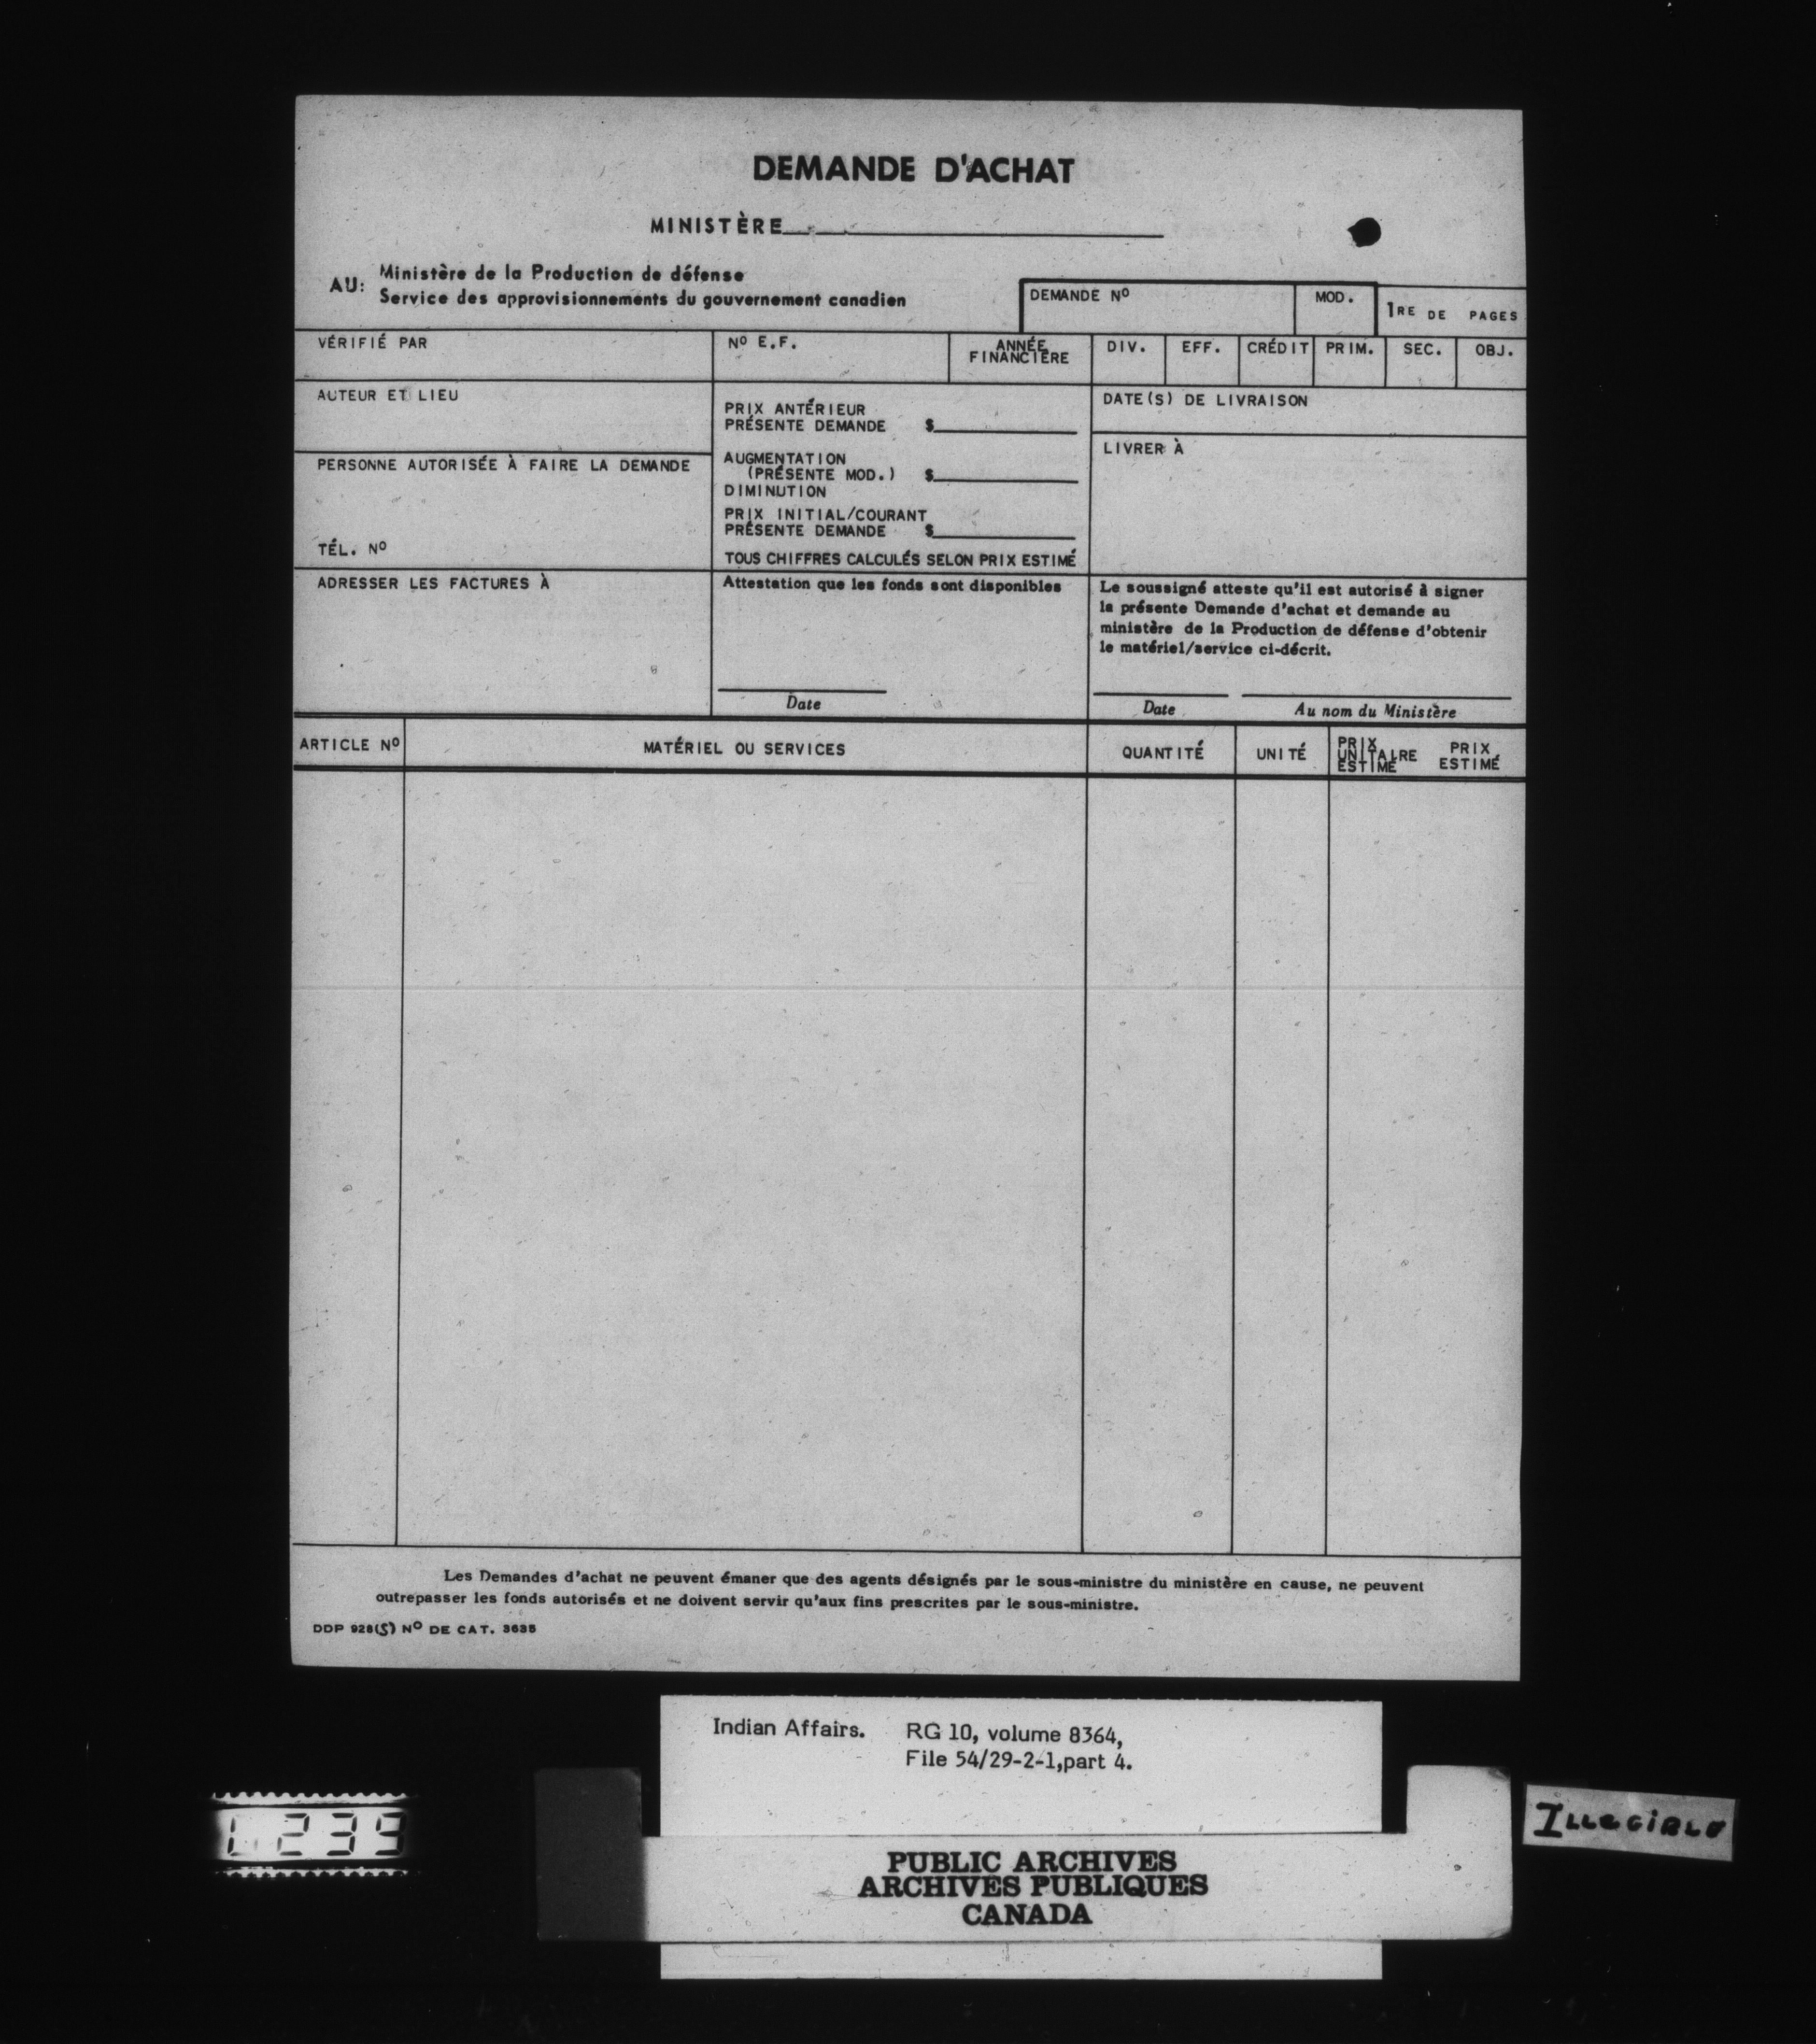 DEMANDE D'ACHAT
MINISTÈRE
AU: Ministère de la Production de défense
Service des approvisionnements du gouvernement canadien
DEMANDE Nº
MOD.
1RE DE PAGES
VÉRIFIÉ PAR
Nº E.F.
ANNÉE
FINANCIÈRE
DIV.
EFF.
CRÉDIT
PRIM.
SEC.
OBJ.
AUTEUR ET LIEU
PERSONNE AUTORISÉE À FAIRE LA DEMANDE
TÉL. Nº
PRIX ANTÉRIEUR
PRÉSENTE DEMANDE $
AUGMENTATION
(PRÉSENTE MOD.) $
DIMINUTION
PRIX INITIAL/COURANT
PRÉSENTE DEMANDE $
TOUS CHIFFRES CALCULÉS SELON PRIX ESTIMÉ
DATE(S) DE LIVRAISON
LIVRER À
ADRESSER LES FACTURES À
Attestation que les fonds sont disponibles
Date
Le soussigné atteste qu'il est autorisé à signer
la présente Demande d'achat et demande au
ministère de la Production de défense d'obtenir
le matériel/service ci-décrit.
Date
Au nom du Ministère
ARTICLE Nº
MATÉRIEL OU SERVICES
QUANTITÉ
UNITÉ
PRIX
UNITAIRE
ESTIMÉ
PRIX
ESTIMÉ
Les Demandes d'achat ne peuvent émaner que des agents désignés par le sous-ministre du ministère en cause, ne peuvent
outrepasser les fonds autorisés et ne doivent servir qu'aux fins prescrites par le sous-ministre.
DDP 928(S) Nº DE CAT. 3635
Indian Affairs. RG 10, volume 8364,
File 54/29-2-1,part 4.
PUBLIC ARCHIVES
ARCHIVES PUBLIQUES
CANADA
ILLEGIBLE